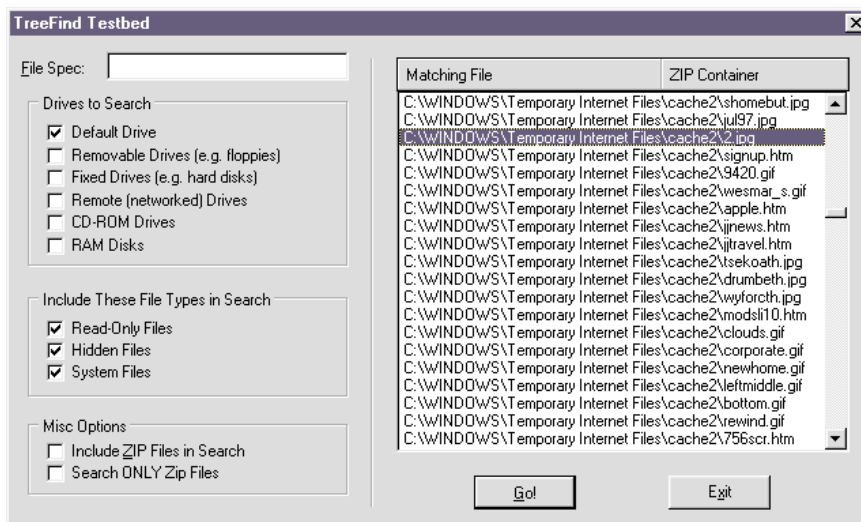 TreeFind Testbed
File Spec:
Drives to Search
Default Drive
Removable Drives (e.g. floppies)
Fixed Drives (e.g. hard disks)
Remote (networked) Drives
CD-ROM Drives
RAM Disks
Include These File Types in Search
Read-Only Files
Hidden Files
System Files
Misc Options
Include ZIP Files in Search
Search ONLY Zip Files
Matching File ZIP Container
C:\WINDOWS\Temporary Internet Files\cache2\shomebut.jpg
C:\WINDOWS\Temporary Internet Files\cache2\jul97.jpg
C:\WINDOWS\Temporary Internet Files\cache2\2.jpg
C:\WINDOWS\Temporary Internet Files\cache2\signup.htm
C:\WINDOWS\Temporary Internet Files\cache2\9420.gif
C:\WINDOWS\Temporary Internet Files\cache2\wesmar_s.gif
C:\WINDOWS\Temporary Internet Files\cache2\apple.htm
C:\WINDOWS\Temporary Internet Files\cache2\jjnews.htm
C:\WINDOWS\Temporary Internet Files\cache2\jjtravel.htm
C:\WINDOWS\Temporary Internet Files\cache2\tsekoath.jpg
C:\WINDOWS\Temporary Internet Files\cache2\drumbeth.jpg
C:\WINDOWS\Temporary Internet Files\cache2\wyforcth.jpg
C:\WINDOWS\Temporary Internet Files\cache2\modsli10.htm
C:\WINDOWS\Temporary Internet Files\cache2\clouds.gif
C:\WINDOWS\Temporary Internet Files\cache2\corporate.gif
C:\WINDOWS\Temporary Internet Files\cache2\newhome.gif
C:\WINDOWS\Temporary Internet Files\cache2\leftmiddle.gif
C:\WINDOWS\Temporary Internet Files\cache2\bottom.gif
C:\WINDOWS\Temporary Internet Files\cache2\rewind.gif
C:\WINDOWS\Temporary Internet Files\cache2\756scr.htm
Go! Exit